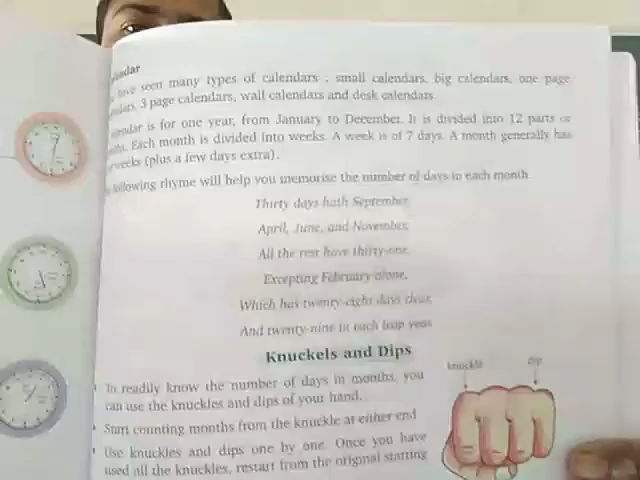 have seen many types of calendars ; small calendars, big calendars, one page
3 page calendars, wall calendars and desk calendars.
is for one year, from January to December. It is divided into 12 parts or
Each month is divided into weeks. A week is of 7 days. A month generally has
weeks (plus a few days extra).
following rhyme will help you memorise the number of days in each month
Thirty days hath September,
April, June, and November,
All the rest have thirty-one,
Excepting February alone,
Which has twenty-eight days clear,
And twenty-nine in each leap year.
Knuckels and Dips
knuckle dip
To readily know the number of days in months, you
can use the knuckles and dips of your hand.
Start counting months from the knuckle at either end
Use knuckles and dips one by one. Once you have
used all the knuckles, restart from the original starting